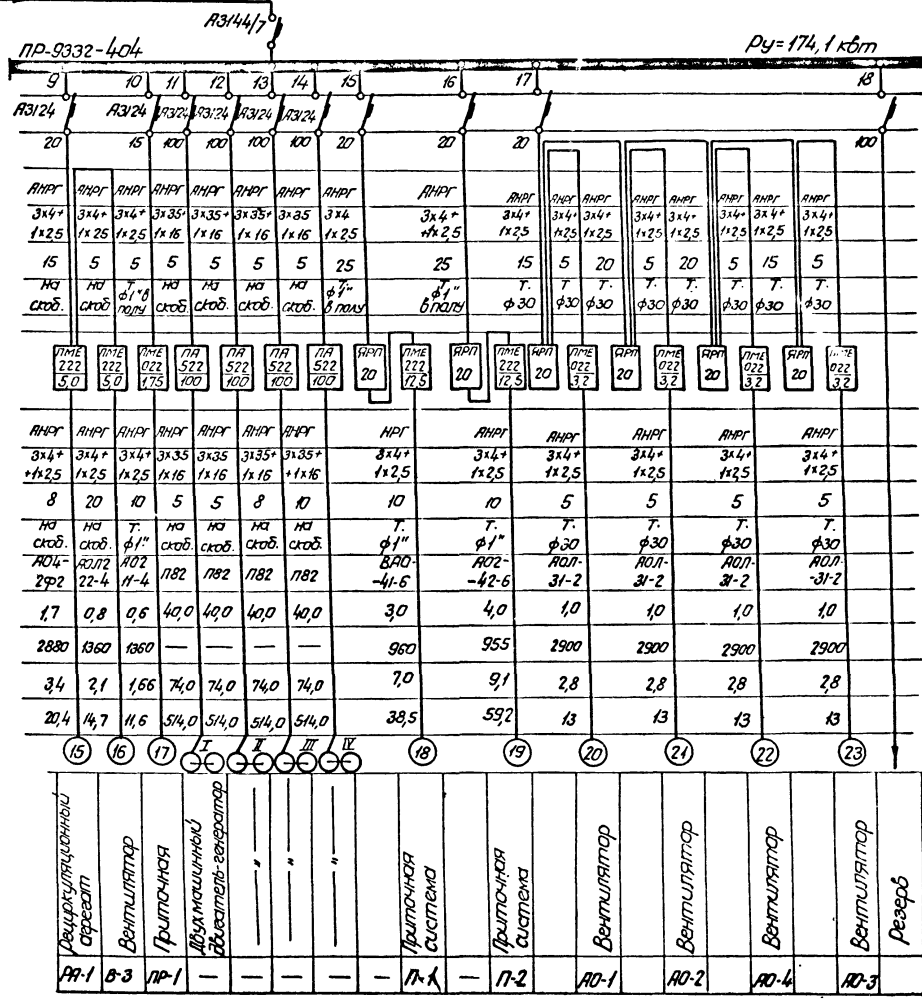 А3144/7
ПР-9332-404 Ру=174,1 квт
9 10 11 12 13 14 15 16 17 18
А3124 А3124 А3124 А3124 А3124 А3124
20 15 100 100 100 100 20 20 20 100
АНРГ АНРГ АНРГ АНРГ АНРГ АНРГ АНРГ АНРГ АНРГ АНРГ АНРГ АНРГ АНРГ АНРГ АНРГ АНРГ АНРГ
3х4+ 3х4+ 3х4+ 3х35+ 3х35+ 3х35+ 3х35 3х4 3х4+ 3х4+ 3х4+ 3х4+ 3х4+ 3х4+ 3х4+ 3х4+ 3х4+
1х2,5 1х25 1х2,5 1х16 1х16 1х16 1х16 1х2,5 +1х2,5 1х2,5 1х2,5 1х2,5 1х2,5 1х2,5 1х2,5 1х2,5 1х2,5
15 5 5 5 5 5 5 25 25 15 5 20 5 20 5 15 5
на на Т. на на на на Т. Т. Т. Т. Т. Т. Т. Т. Т. Т.
скоб. скоб. ф1"в скоб. скоб. скоб. скоб. ф1" ф1" ф30 ф30 ф30 ф30 ф30 ф30 ф30 ф30
полу в полу в полу
ПМЕ ПМЕ ПМЕ ПА ПА ПА ПА ЯРП ПМЕ ЯРП ПМЕ ЯРП ПМЕ ЯРП ПМЕ ЯРП ПМЕ ЯРП ПМЕ
222 222 022 522 522 522 522 20 222 20 222 20 022 20 022 20 022 20 022
5,0 5,0 1,75 100 100 100 100 12,5 12,5 3,2 3,2 3,2 3,2
АНРГ АНРГ АНРГ АНРГ АНРГ АНРГ АНРГ НРГ АНРГ АНРГ АНРГ АНРГ АНРГ
3х4+ 3х4+ 3х4+ 3х35 3х35 3х35+ 3х35+ 3х4+ 3х4+ 3х4+ 3х4+ 3х4+ 3х4+
+1х2,5 1х2,5 1х2,5 1х16 1х16 1х16 +1х16 1х2,5 1х2,5 1х2,5 1х2,5 1х2,5 1х2,5
8 20 10 5 5 8 10 10 10 5 5 5 5
на на Т. на на на на Т. Т. Т. Т. Т. Т.
скоб. скоб. ф1" скоб. скоб. скоб. скоб. ф1" ф1" ф30 ф30 ф30 ф30
АО4- АОЛ2 АО2 П82 П82 П82 П82 ВАО- АО2- АОЛ- АОЛ- АОЛ- АОЛ-
2Ф2 22-4 11-4 -41-6 -42-6 31-2 31-2 31-2 -31-2
1,7 0,8 0,6 40,0 40,0 40,0 40,0 3,0 4,0 1,0 1,0 1,0 1,0
2880 1360 1360 — — — — 960 955 2900 2900 2900 2900
3,4 2,1 1,66 74,0 74,0 74,0 74,0 7,0 9,1 2,8 2,8 2,8 2,8
20,4 14,7 11,6 514,0 514,0 514,0 514,0 38,5 59,2 13 13 13 13
15 16 17 I II III IV 18 19 20 21 22 23
Рециркуляционный агрегат
Вентилятор
Приточная
Двухмашинный двигатель-генератор
— " —
— " —
— " —
Приточная система
Приточная система
Вентилятор
Вентилятор
Вентилятор
Вентилятор
Резерв
РА-1 В-3 ПР-1 — — — — — П-1 — П-2 АО-1 АО-2 АО-4 АО-3